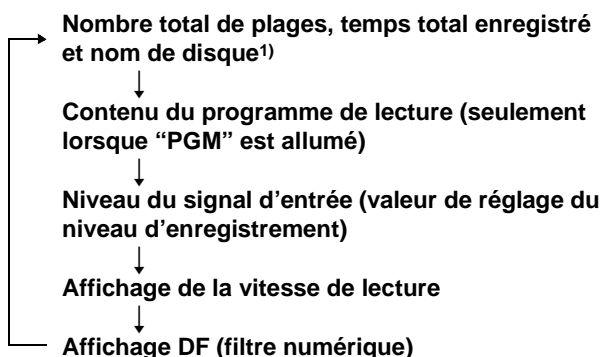 Nombre total de plages, temps total enregistré
et nom de disque1)
Contenu du programme de lecture (seulement
lorsque “PGM” est allumé)
Niveau du signal d’entrée (valeur de réglage du
niveau d’enregistrement)
Affichage de la vitesse de lecture
Affichage DF (filtre numérique)